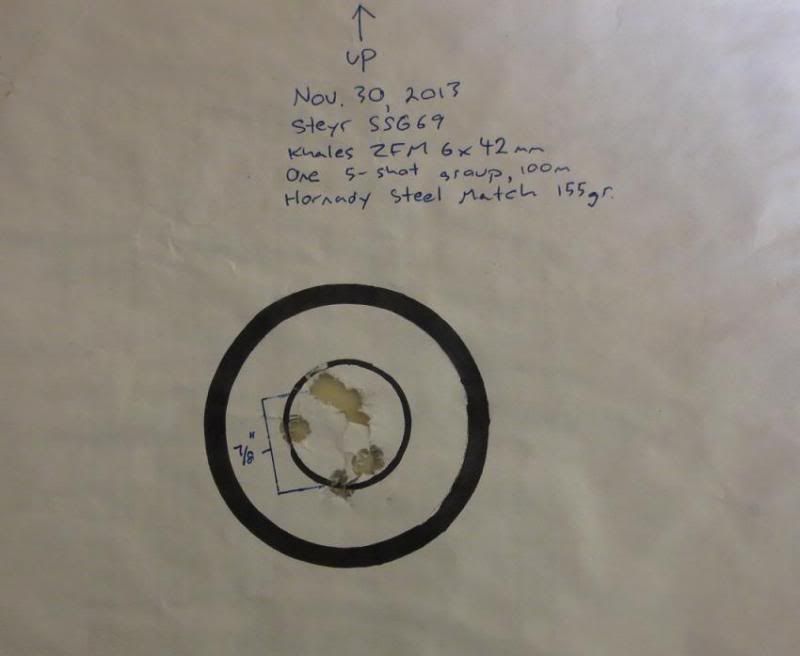 ↑
UP
Nov. 30, 2013
Steyr SSG69
Khales ZFM 6x42mm
One 5-shot group, 100m
Hornady Steel Match 155gr.
7/8"